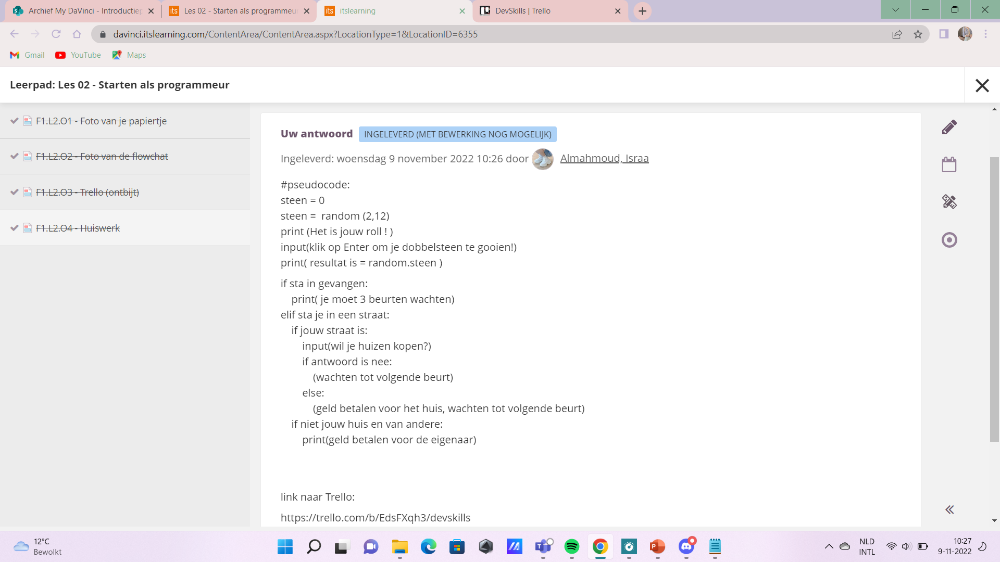 Archief My DaVinci - Introductiep
Les 02 - Starten als programmeur
itslearning
DevSkills | Trello
davinci.itslearning.com/ContentArea/ContentArea.aspx?LocationType=1&LocationID=6355
Gmail
YouTube
Maps
Leerpad: Les 02 - Starten als programmeur
F1.L2.O1 - Foto van je papiertje
F1.L2.O2 - Foto van de flowchat
F1.L2.O3 - Trello (ontbijt)
F1.L2.O4 - Huiswerk
Uw antwoord INGELEVERD (MET BEWERKING NOG MOGELIJK)
Ingeleverd: woensdag 9 november 2022 10:26 door Almahmoud, Israa
#pseudocode:
steen = 0
steen =  random (2,12)
print (Het is jouw roll ! )
input(klik op Enter om je dobbelsteen te gooien!)
print( resultat is = random.steen )
if sta in gevangen:
print( je moet 3 beurten wachten)
elif sta je in een straat:
if jouw straat is:
input(wil je huizen kopen?)
if antwoord is nee:
(wachten tot volgende beurt)
else:
(geld betalen voor het huis, wachten tot volgende beurt)
if niet jouw huis en van andere:
print(geld betalen voor de eigenaar)
link naar Trello:
https://trello.com/b/EdsFXqh3/devskills
12°C
Bewolkt
NLD
INTL
10:27
9-11-2022